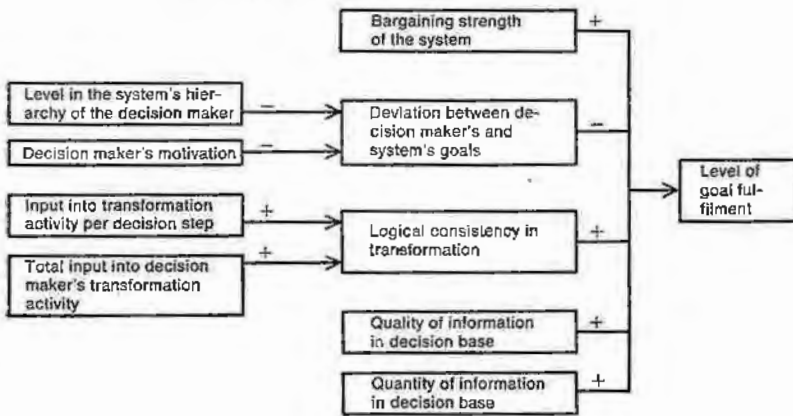 Bargaining strength
of the system
+
Level in the system's hier-
archy of the decision maker
−
Decision maker's motivation
−
Deviation between de-
cision maker's and
system's goals
−
Level of
goal ful-
filment
Input into transformation
activity per decision step
+
Total input into decision
maker's transformation
activity
+
Logical consistency in
transformation
+
Quality of information
in decision base
+
Quantity of information
in decision base
+